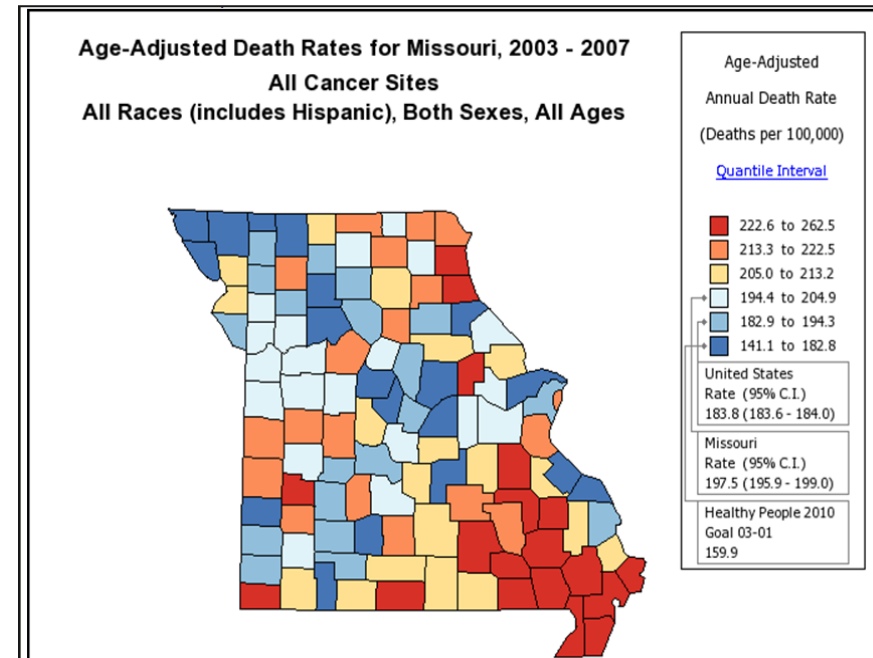 Age-Adjusted Death Rates for Missouri, 2003 - 2007
All Cancer Sites
All Races (includes Hispanic), Both Sexes, All Ages
Age-Adjusted
Annual Death Rate
(Deaths per 100,000)
Quantile Interval
222.6 to 262.5
213.3 to 222.5
205.0 to 213.2
194.4 to 204.9
182.9 to 194.3
141.1 to 182.8
United States
Rate (95% C.I.)
183.8 (183.6 - 184.0)
Missouri
Rate (95% C.I.)
197.5 (195.9 - 199.0)
Healthy People 2010
Goal 03-01
159.9